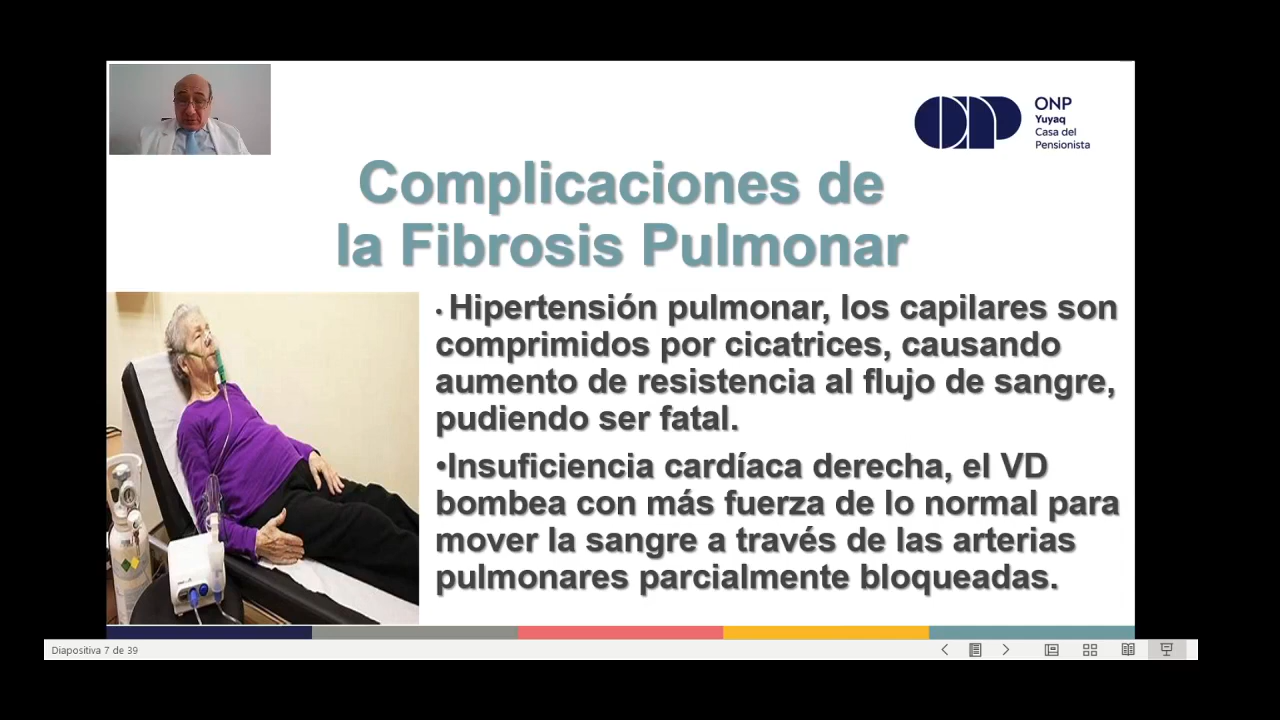 ONP
Yuyaq
Casa del
Pensionista
Complicaciones de
la Fibrosis Pulmonar
• Hipertensión pulmonar, los capilares son
comprimidos por cicatrices, causando
aumento de resistencia al flujo de sangre,
pudiendo ser fatal.
•Insuficiencia cardíaca derecha, el VD
bombea con más fuerza de lo normal para
mover la sangre a través de las arterias
pulmonares parcialmente bloqueadas.
Diapositiva 7 de 39